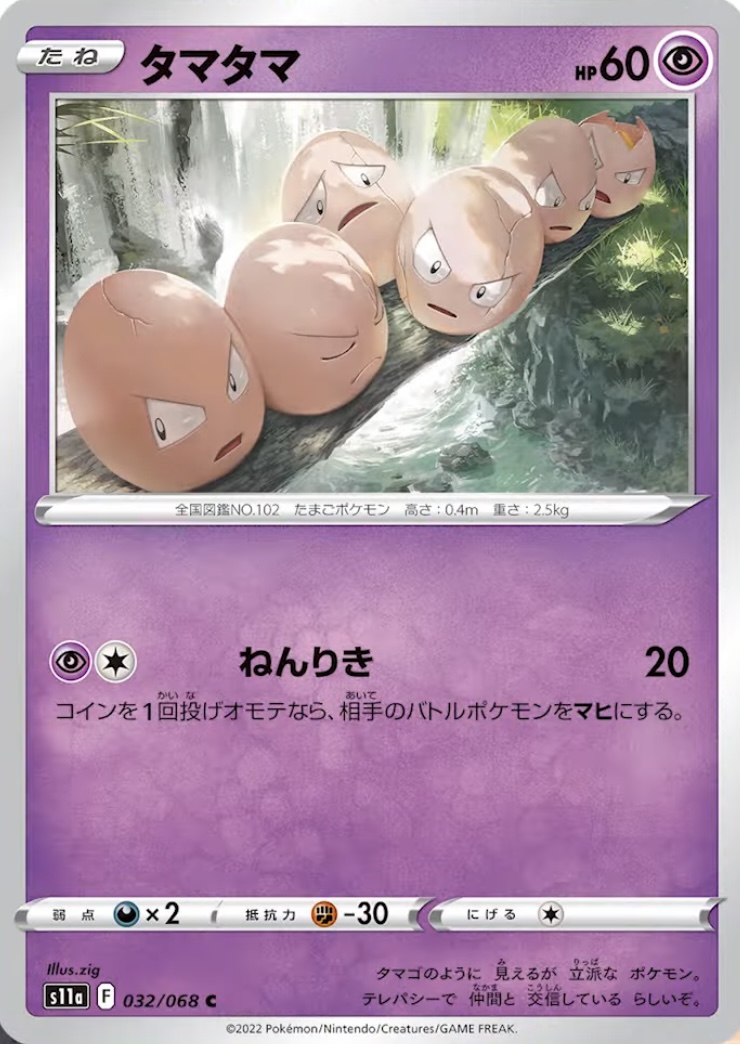 たね タマタマ HP60
全国図鑑NO.102 たまごポケモン 高さ：0.4m 重さ：2.5kg
ねんりき 20
コインを1回投げオモテなら、相手のバトルポケモンをマヒにする。
弱点 ×2 抵抗力 -30 にげる
Illus.zig
s11a F 032/068 C
タマゴのように 見えるが 立派な ポケモン。
テレパシーで 仲間と 交信している らしいぞ。
©2022 Pokémon/Nintendo/Creatures/GAME FREAK.